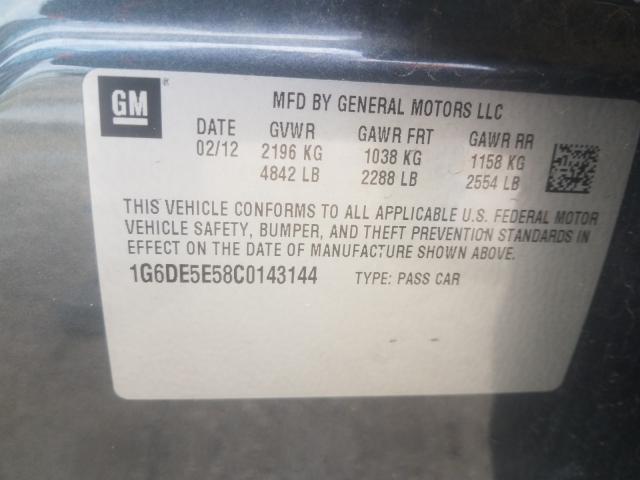 GM
MFD BY GENERAL MOTORS LLC
DATE GVWR GAWR FRT GAWR RR
02/12 2196 KG 1038 KG 1158 KG
4842 LB 2288 LB 2554 LB
THIS VEHICLE CONFORMS TO ALL APPLICABLE U.S. FEDERAL MOTOR
VEHICLE SAFETY, BUMPER, AND THEFT PREVENTION STANDARDS IN
EFFECT ON THE DATE OF MANUFACTURE SHOWN ABOVE.
1G6DE5E58C0143144 TYPE: PASS CAR